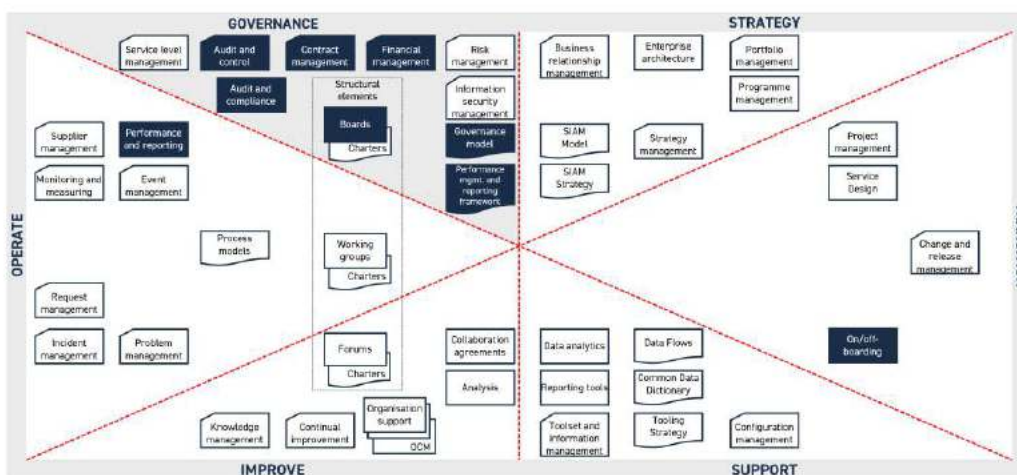 GOVERNANCE
STRATEGY
Service level
management
Audit and
control
Contract
management
Financial
management
Risk
management
Business
relationship
management
Enterprise
architecture
Portfolio
management
Audit and
compliance
Structural
elements
Information
security
management
Programme
management
Supplier
management
Performance
and reporting
Boards
Charters
Governance
model
SIAM
Model
Strategy
management
Project
management
Monitoring and
measuring
Event
management
Performance
mgmt. and
reporting
framework
SIAM
Strategy
Service
Design
OPERATE
Process
models
Working
groups
Charters
Change and
release
management
Request
management
Incident
management
Problem
management
Forums
Charters
Collaboration
agreements
Data analytics
Data Flows
On/off-
boarding
Analysis
Reporting tools
Common Data
Dictionary
Knowledge
management
Continual
improvement
Organisation
support
OCM
Toolset and
information
management
Tooling
Strategy
Configuration
management
IMPROVE
SUPPORT